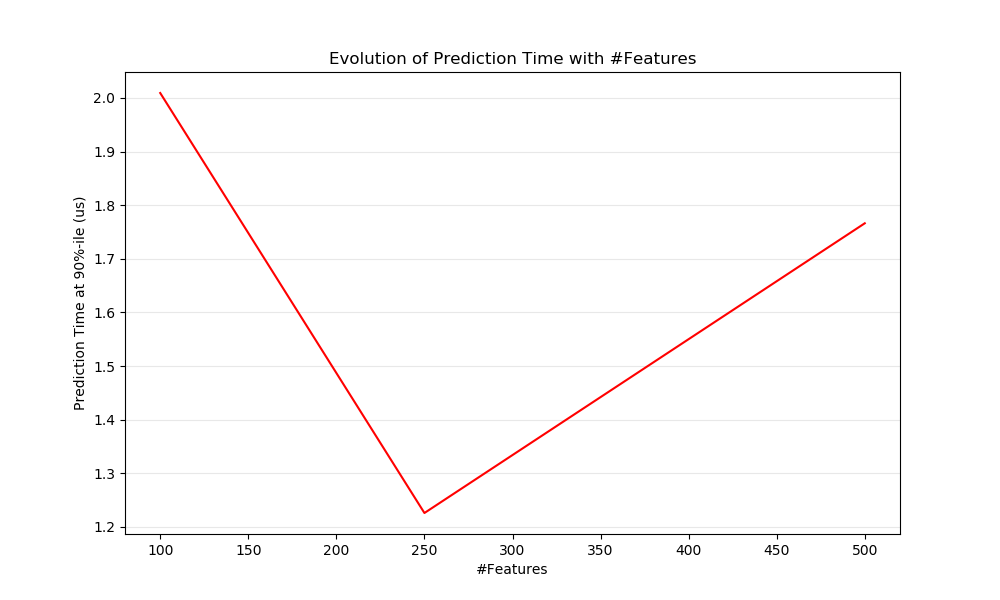 Evolution of Prediction Time with #Features
Prediction Time at 90%-ile (us)
2.0
1.9
1.8
1.7
1.6
1.5
1.4
1.3
1.2
100 150 200 250 300 350 400 450 500
#Features